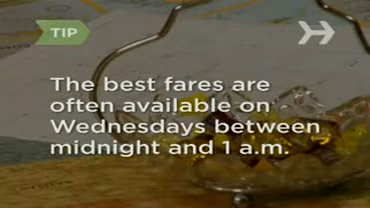 TIP
The best fares are
often available on
Wednesdays between
midnight and 1 a.m.